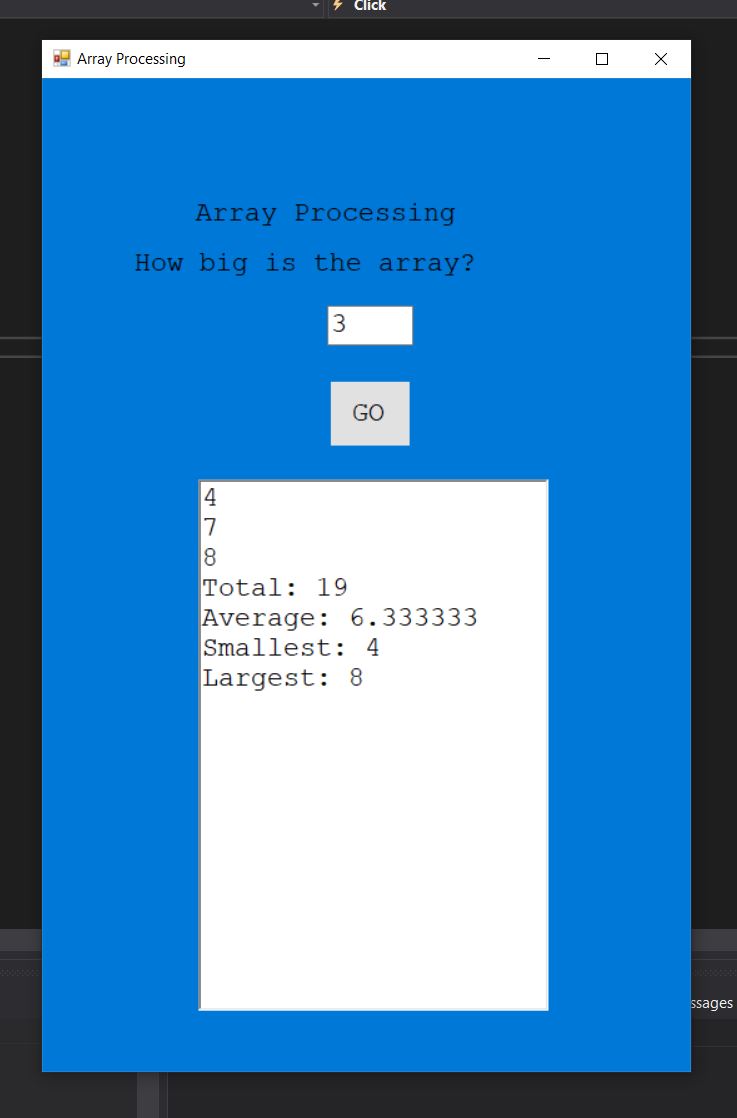 Click
Array Processing
Array Processing
How big is the array?
3
GO
4
7
8
Total: 19
Average: 6.333333
Smallest: 4
Largest: 8
ssages